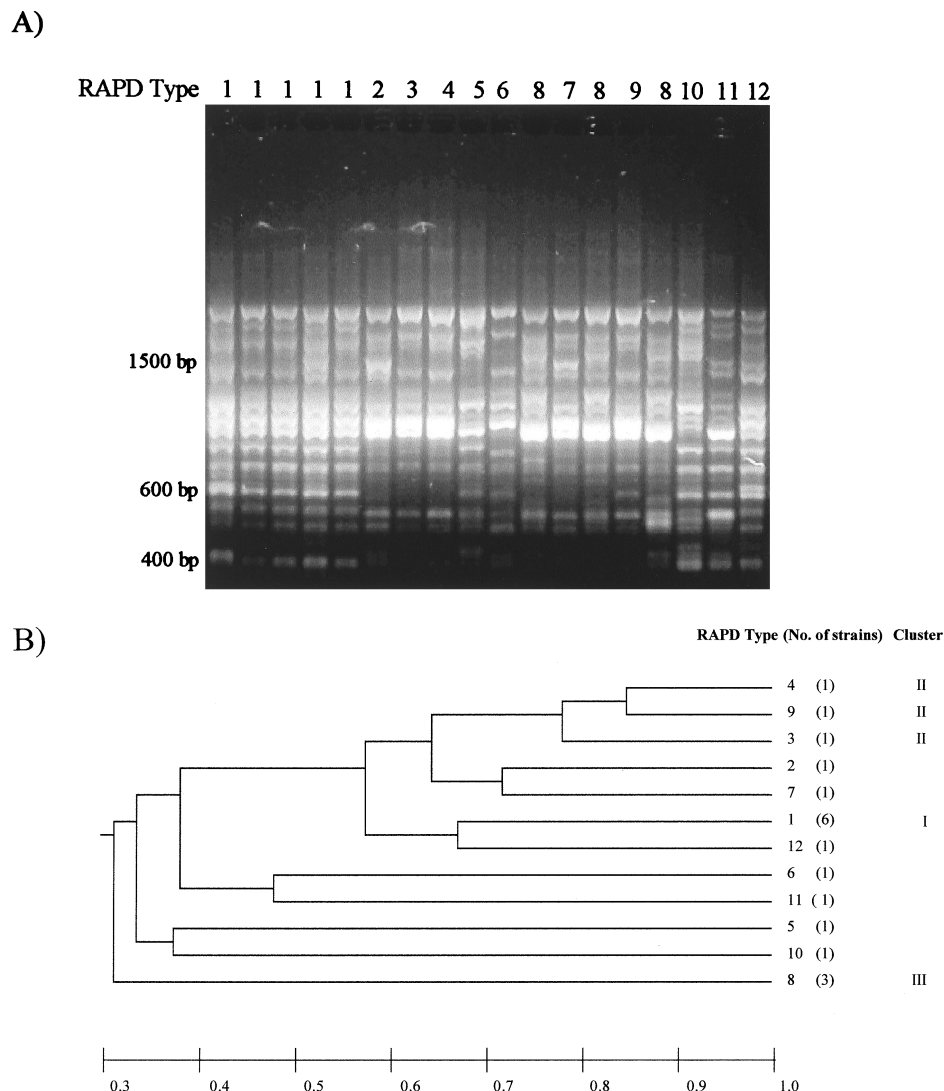 A)
RAPD Type 1 1 1 1 1 2 3 4 5 6 8 7 8 9 8 10 11 12
1500 bp
600 bp
400 bp
B)
RAPD Type (No. of strains) Cluster
4 (1) II
9 (1) II
3 (1) II
2 (1)
7 (1)
1 (6) I
12 (1)
6 (1)
11 ( 1)
5 (1)
10 (1)
8 (3) III
0.3 0.4 0.5 0.6 0.7 0.8 0.9 1.0